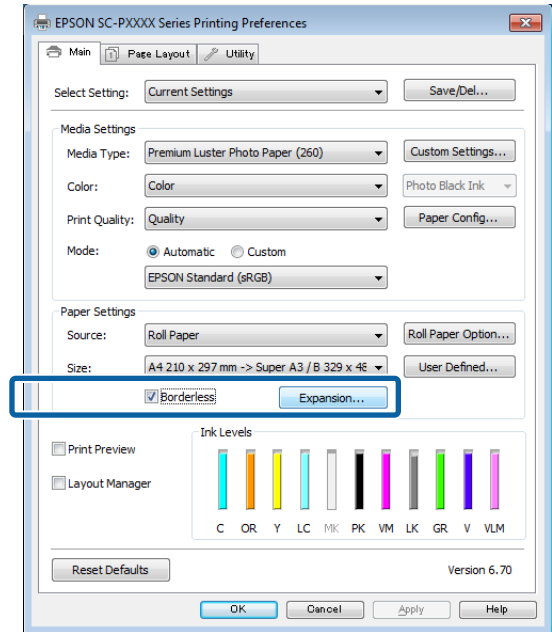 EPSON SC-PXXXX Series Printing Preferences
Main Page Layout Utility
Select Setting: Current Settings Save/Del...
Media Settings
Media Type: Premium Luster Photo Paper (260) Custom Settings...
Color: Color Photo Black Ink
Print Quality: Quality Paper Config...
Mode: Automatic Custom
EPSON Standard (sRGB)
Paper Settings
Source: Roll Paper Roll Paper Option...
Size: A4 210 x 297 mm -> Super A3 / B 329 x 48 User Defined...
Borderless Expansion...
Print Preview
Layout Manager
Ink Levels
C OR Y LC MK PK VM LK GR V VLM
Reset Defaults Version 6.70
OK Cancel Apply Help